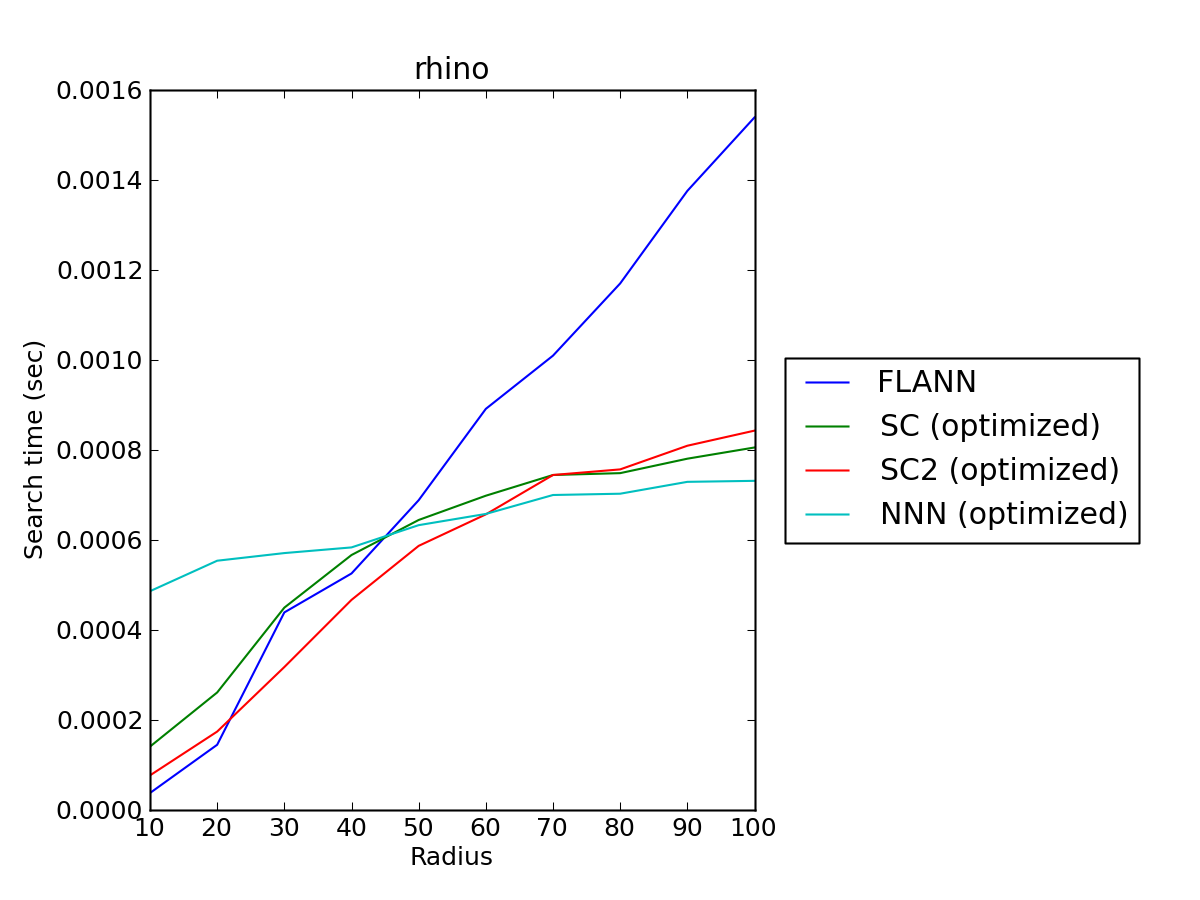 rhino
0.0016
0.0014
0.0012
0.0010
0.0008
0.0006
0.0004
0.0002
0.0000
Search time (sec)
10 20 30 40 50 60 70 80 90 100
Radius
FLANN
SC (optimized)
SC2 (optimized)
NNN (optimized)